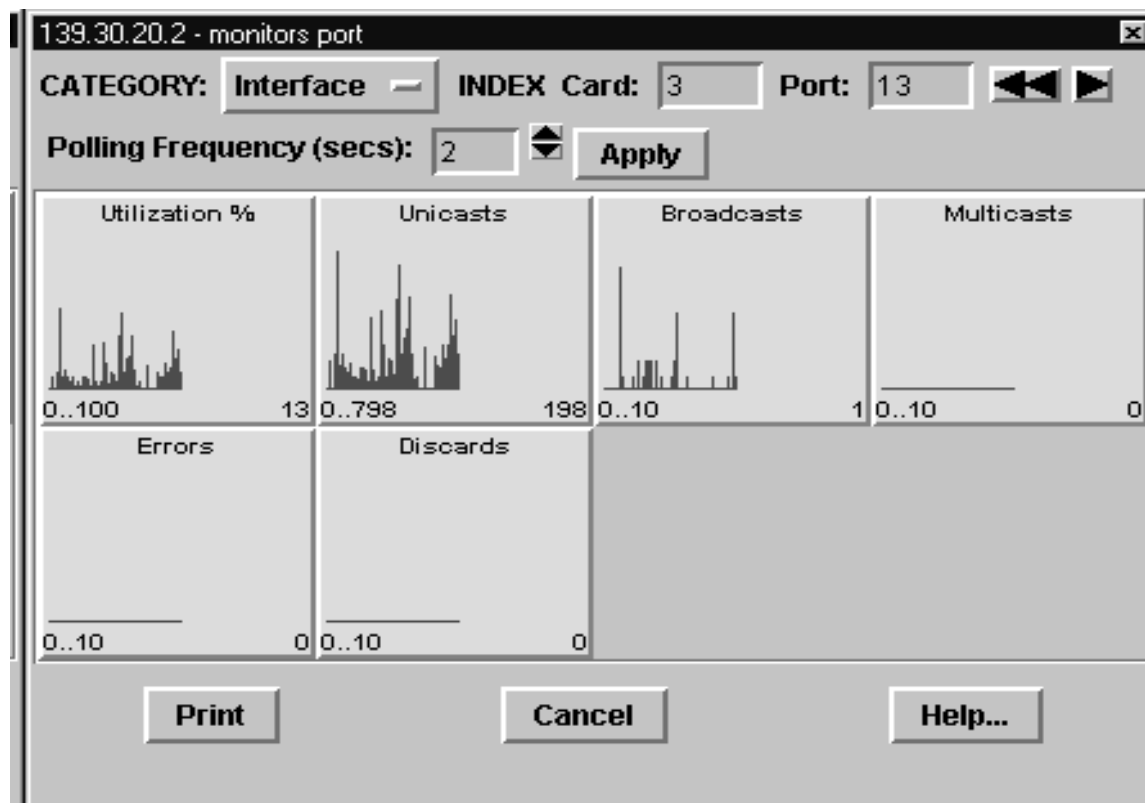 139.30.20.2 - monitors port
CATEGORY: Interface INDEX Card: 3 Port: 13
Polling Frequency (secs): 2 Apply
Utilization % Unicasts Broadcasts Multicasts
0..100 13 0..798 198 0..10 1 0..10 0
Errors Discards
0..10 0 0..10 0
Print Cancel Help...